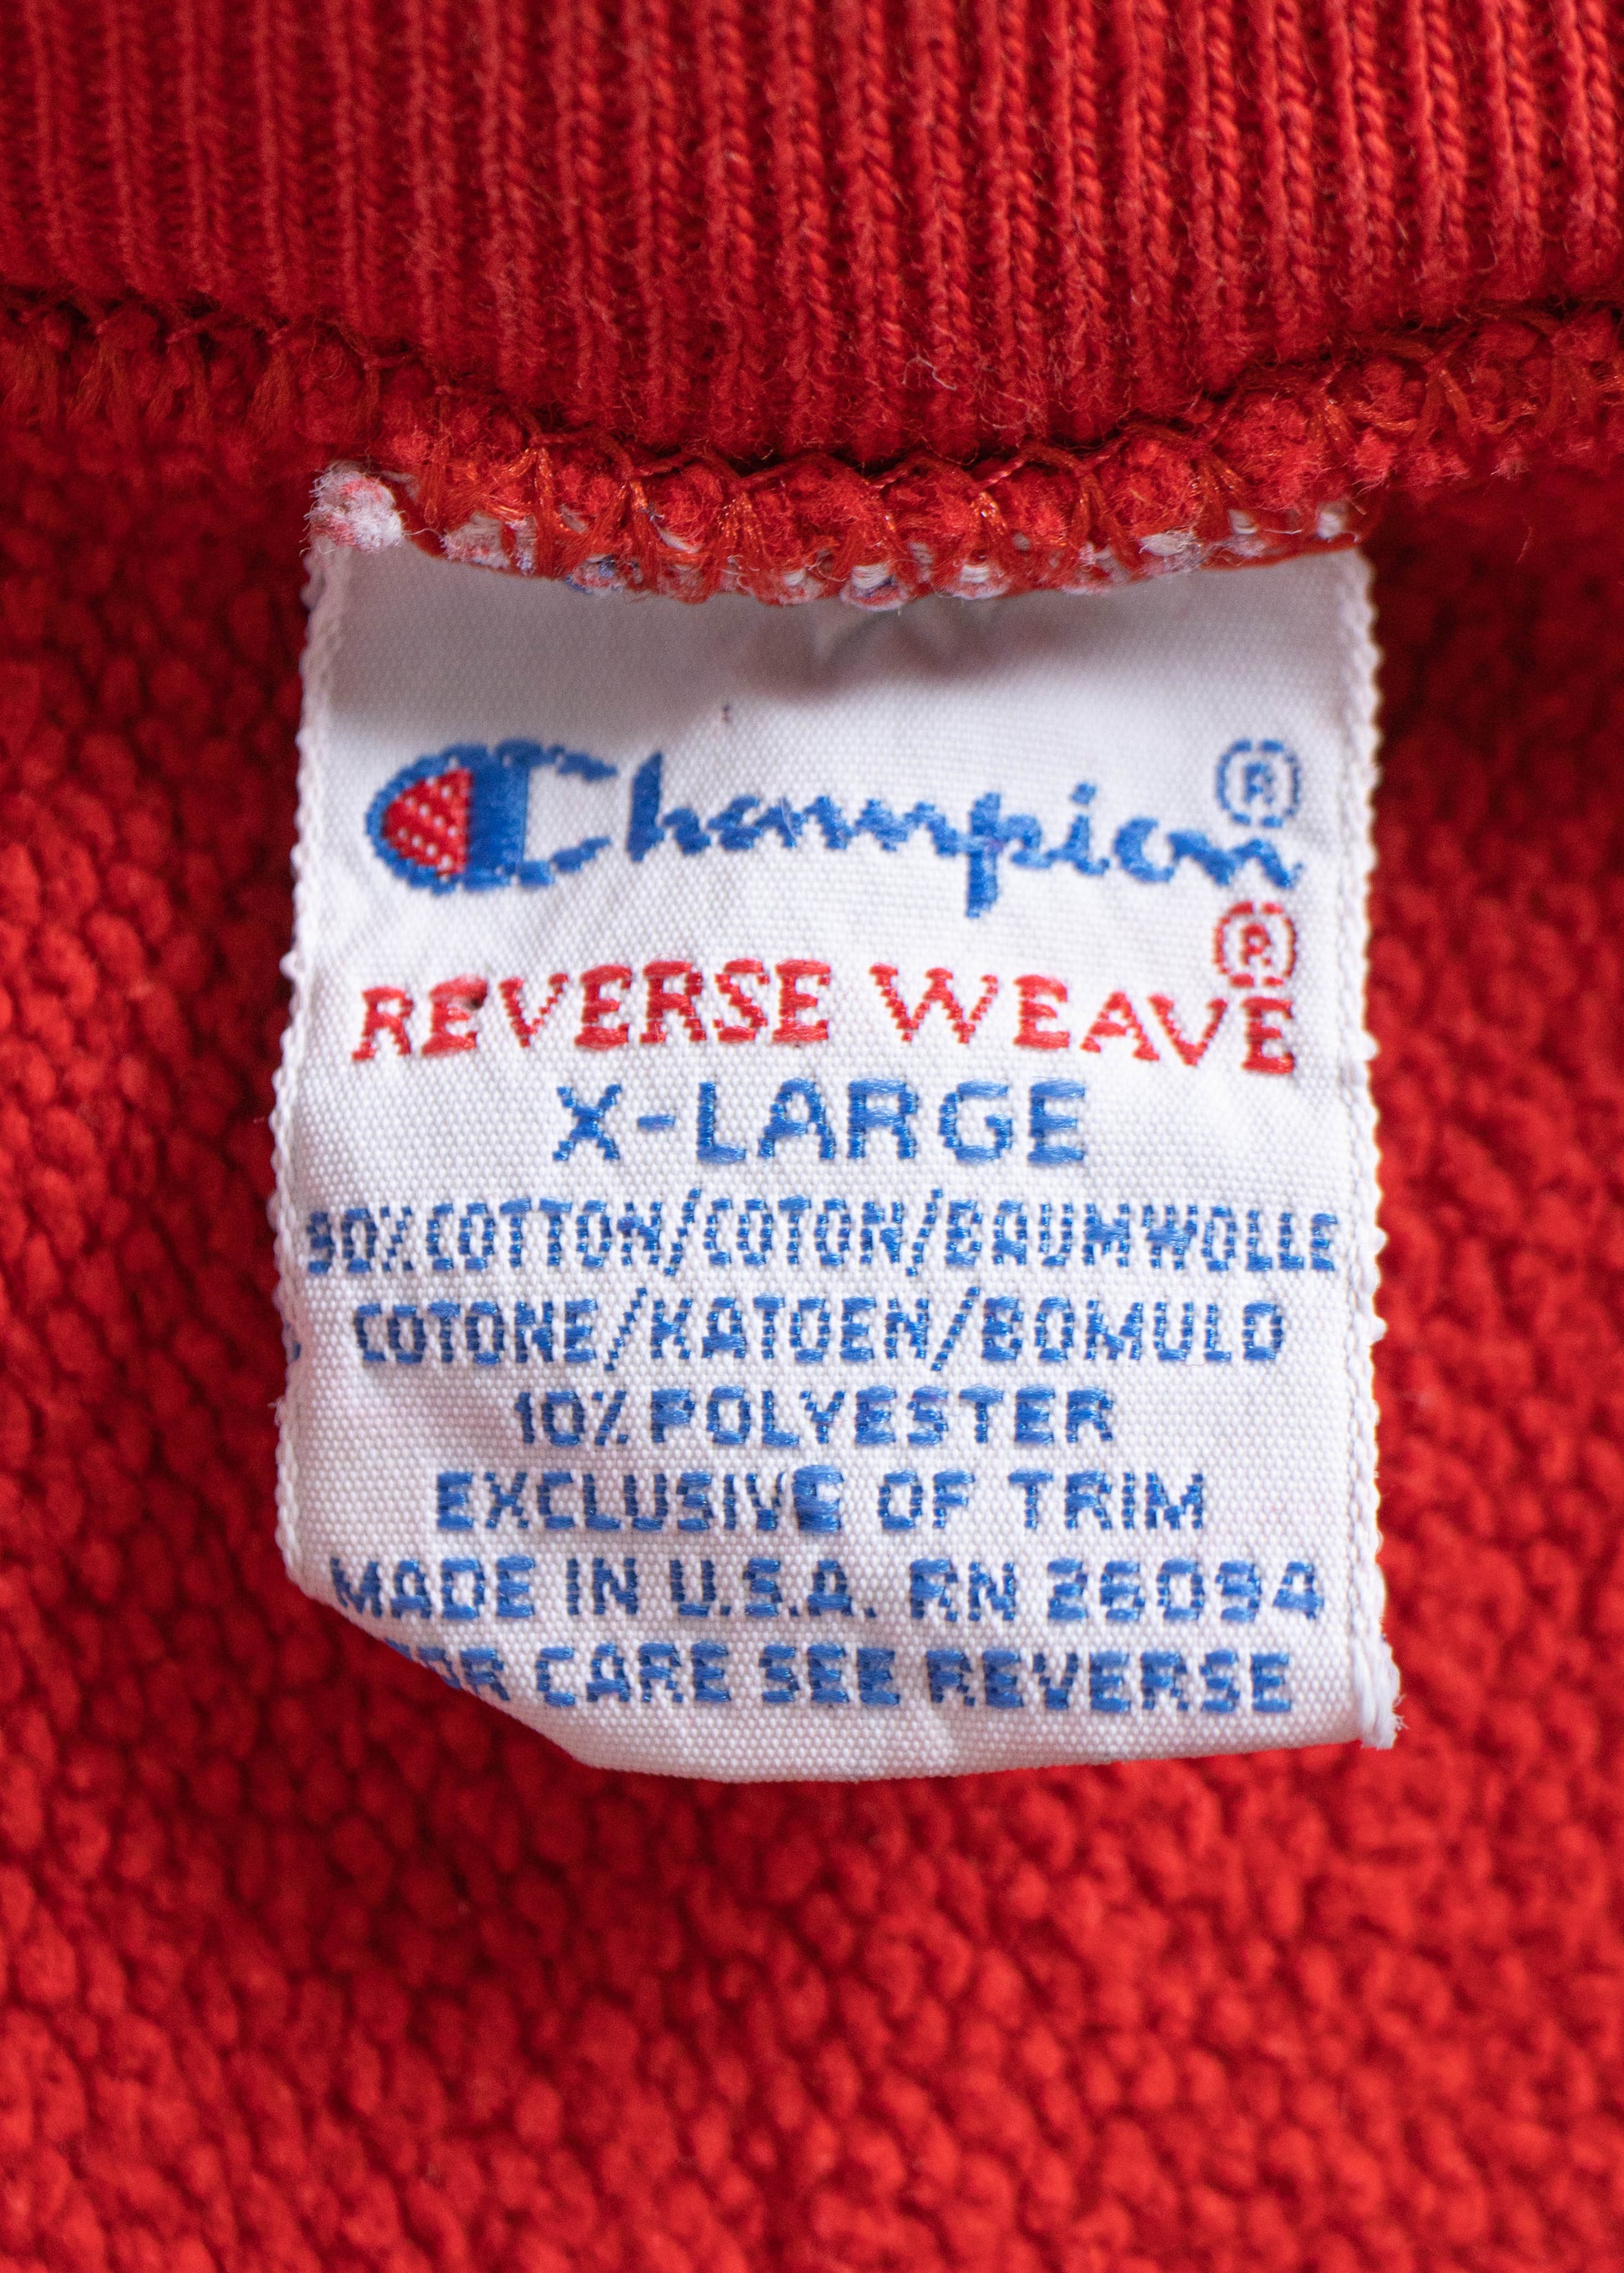 Champion®
REVERSE WEAVE®
X-LARGE
90% COTTON/COTON/BAUMWOLLE
COTONE/KATOEN/BOMULD
10% POLYESTER
EXCLUSIVE OF TRIM
MADE IN U.S.A. RN 26094
FOR CARE SEE REVERSE